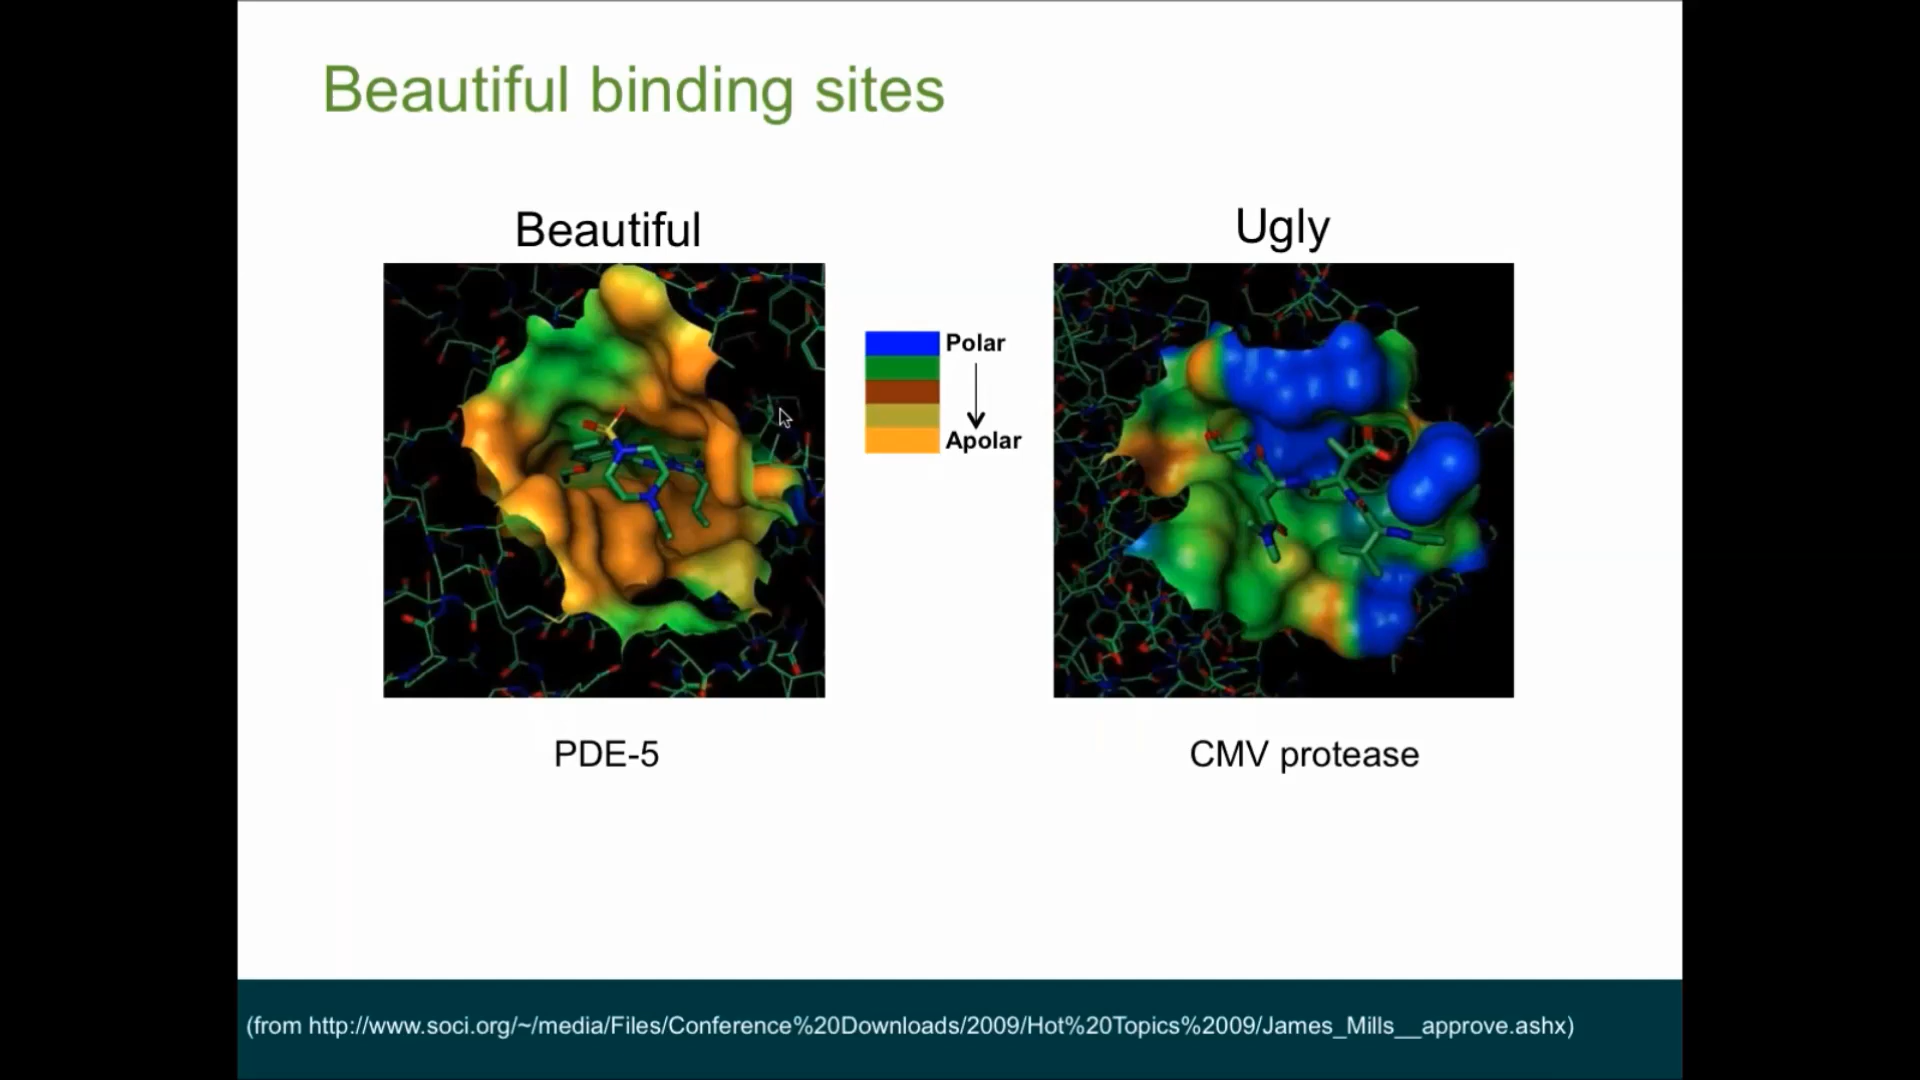 Beautiful binding sites
Beautiful
Ugly
Polar
Apolar
PDE-5
CMV protease
(from http://www.soci.org/~/media/Files/Conference%20Downloads/2009/Hot%20Topics%2009/James_Mills__approve.ashx)